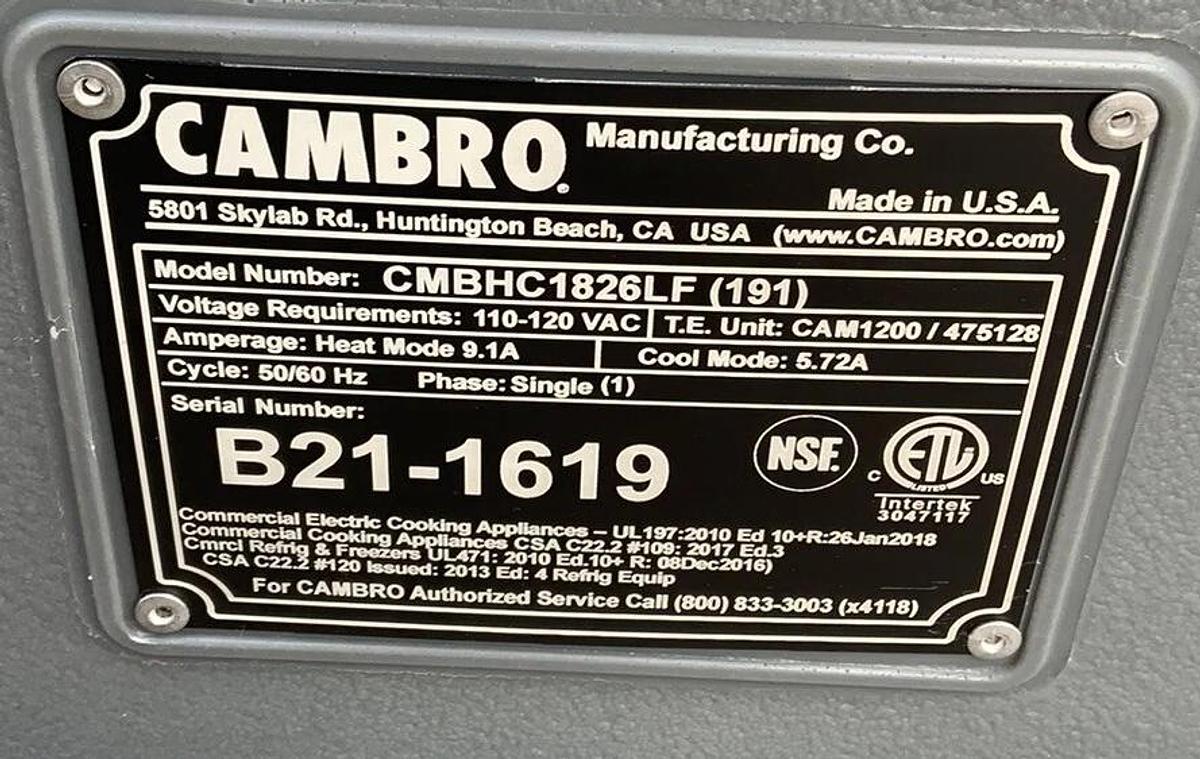 CAMBRO® Manufacturing Co.
Made in U.S.A.
5801 Skylab Rd., Huntington Beach, CA USA (www.CAMBRO.com)
Model Number: CMBHC1826LF (191)
Voltage Requirements: 110-120 VAC T.E. Unit: CAM1200 / 475128
Amperage: Heat Mode 9.1A Cool Mode: 5.72A
Cycle: 50/60 Hz Phase: Single (1)
Serial Number:
B21-1619
NSF.
C ETL US
LISTED
Intertek
3047117
Commercial Electric Cooking Appliances – UL197:2010 Ed 10+R:26Jan2018
Commercial Cooking Appliances CSA C22.2 #109: 2017 Ed.3
Cmrcl Refrig & Freezers UL471: 2010 Ed.10+ R: 08Dec2016)
CSA C22.2 #120 Issued: 2013 Ed: 4 Refrig Equip
For CAMBRO Authorized Service Call (800) 833-3003 (x4118)